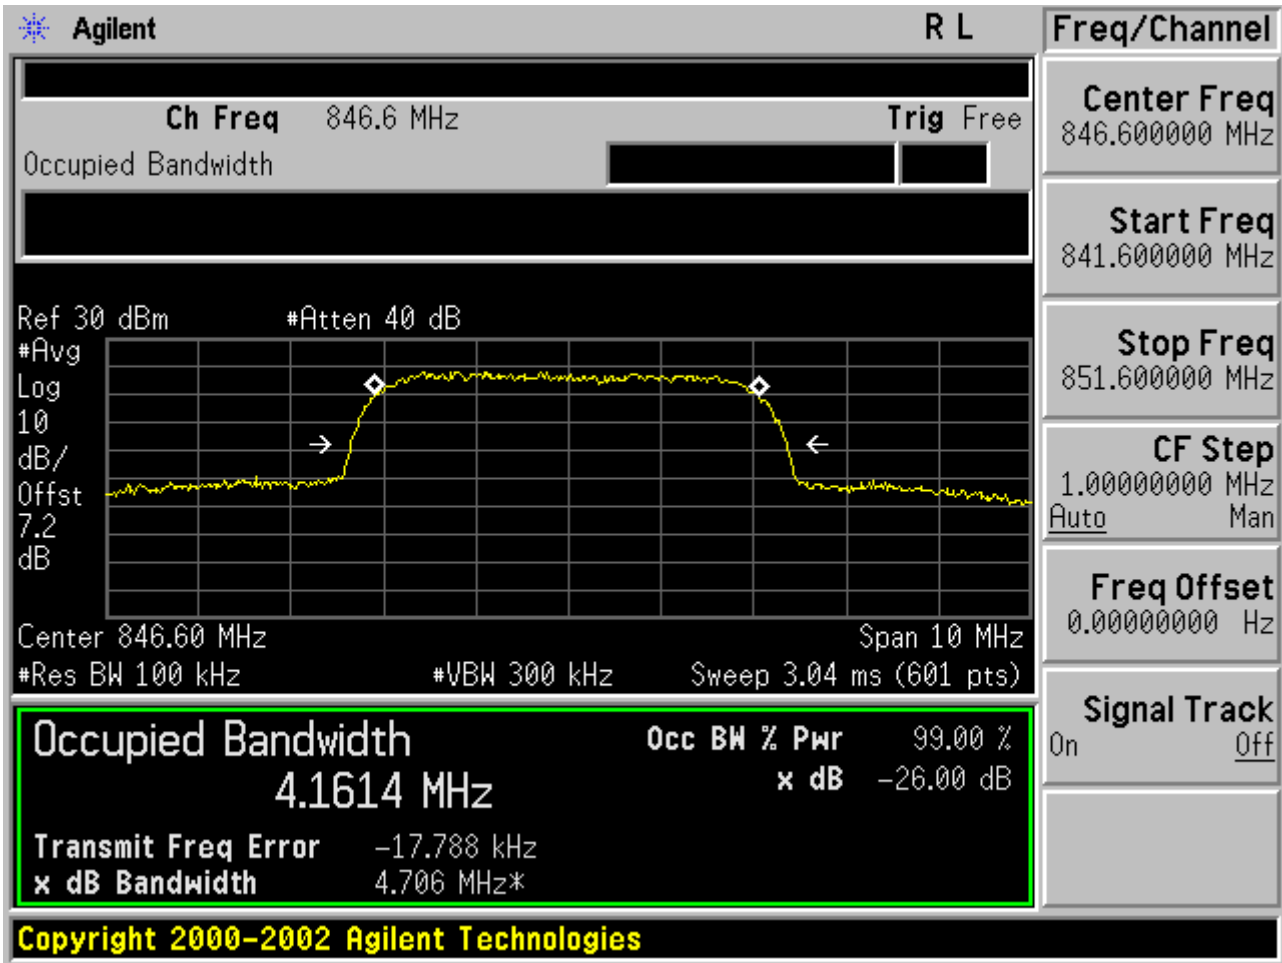 Agilent R L
Ch Freq 846.6 MHz Trig Free
Occupied Bandwidth
Ref 30 dBm #Atten 40 dB
#Avg
Log
10
dB/
Offst
7.2
dB
Center 846.60 MHz Span 10 MHz
#Res BW 100 kHz #VBW 300 kHz Sweep 3.04 ms (601 pts)
Occupied Bandwidth Occ BW % Pwr 99.00 %
4.1614 MHz x dB -26.00 dB
Transmit Freq Error -17.788 kHz
x dB Bandwidth 4.706 MHz*
Copyright 2000-2002 Agilent Technologies
Freq/Channel
Center Freq
846.600000 MHz
Start Freq
841.600000 MHz
Stop Freq
851.600000 MHz
CF Step
1.00000000 MHz
Auto Man
Freq Offset
0.00000000 Hz
Signal Track
On Off